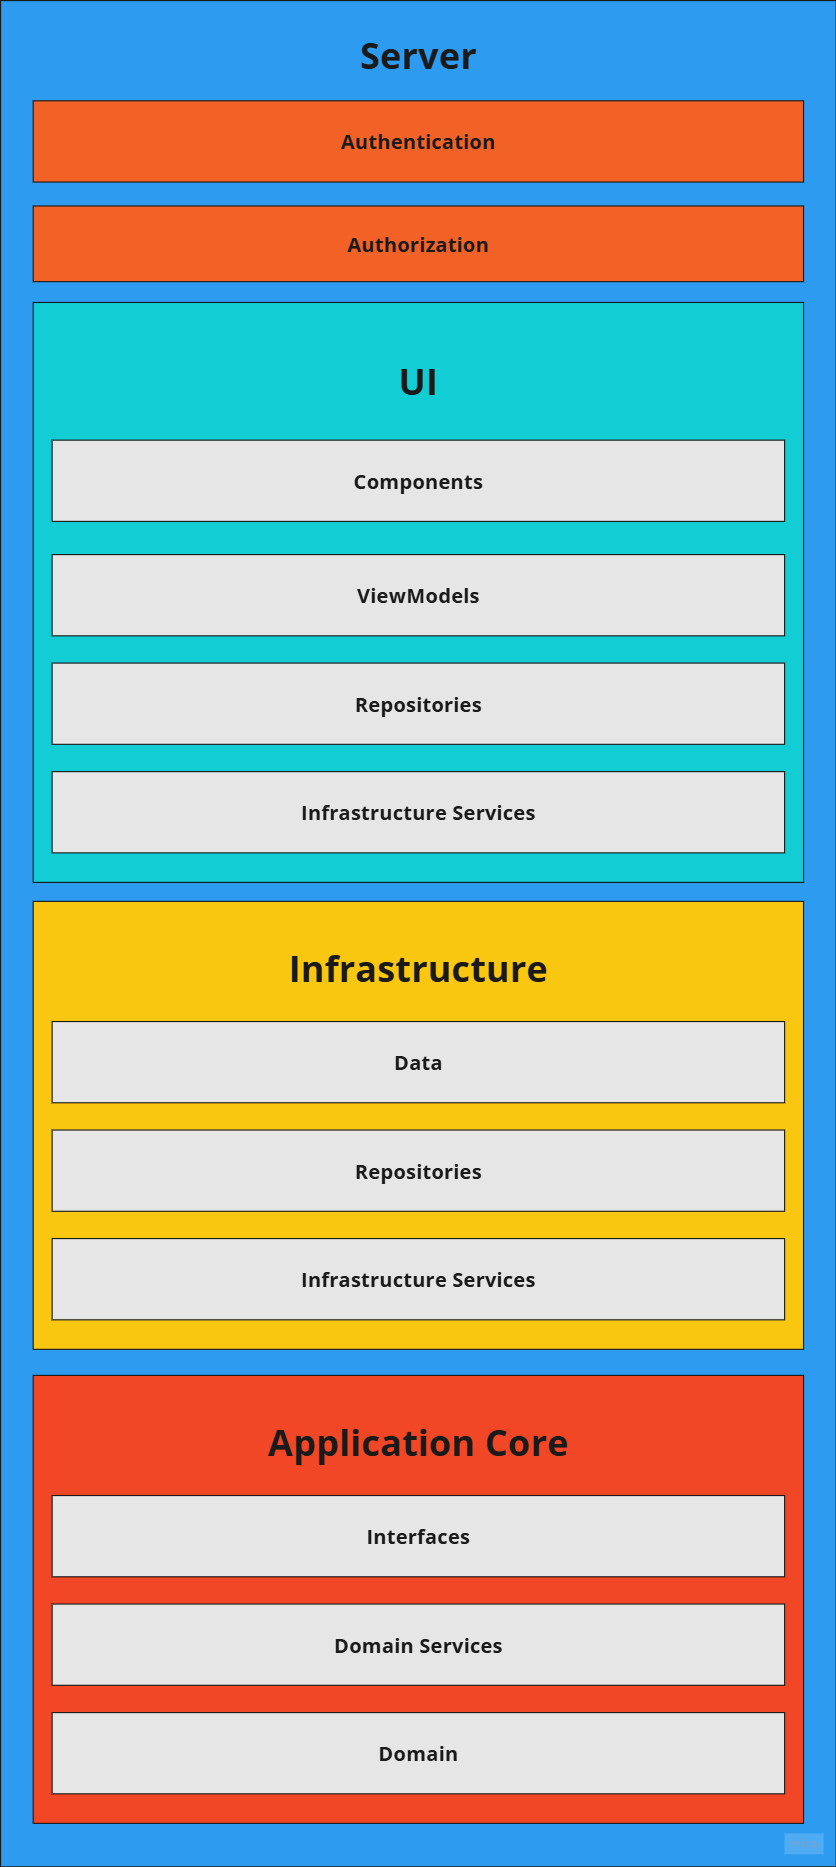 Server
Authentication
Authorization
UI
Components
ViewModels
Repositories
Infrastructure Services
Infrastructure
Data
Repositories
Infrastructure Services
Application Core
Interfaces
Domain Services
Domain